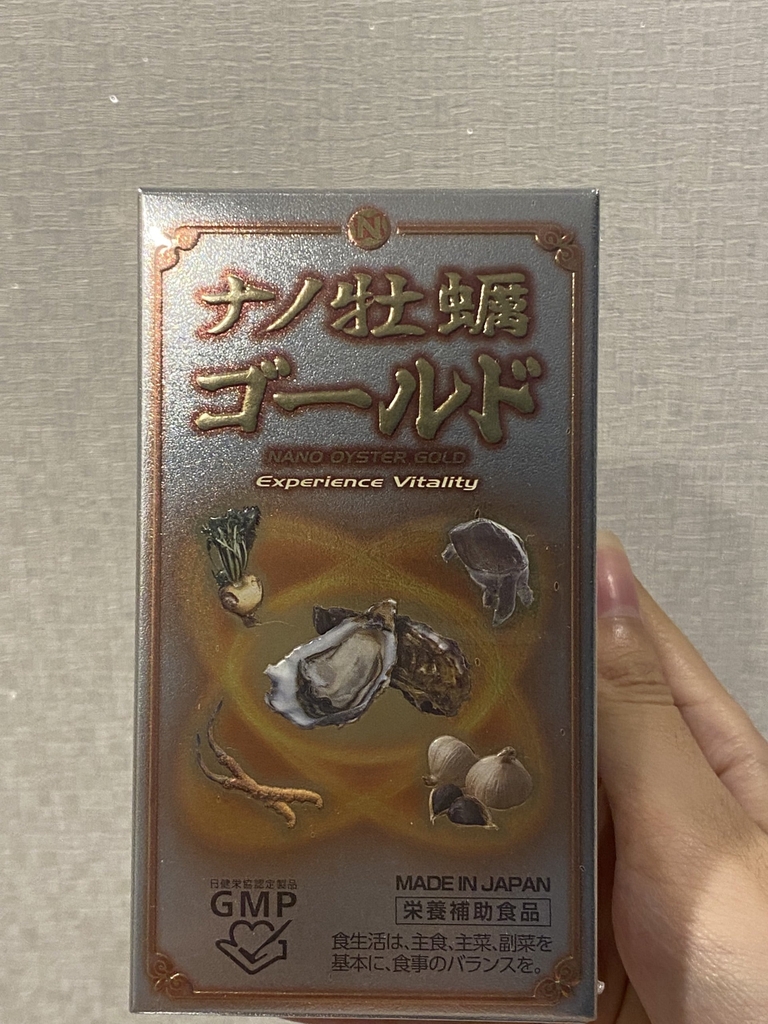 N
ナノ牡蠣
ゴールド
NANO OYSTER GOLD
Experience Vitality
日健栄協認定製品
GMP
MADE IN JAPAN
栄養補助食品
食生活は、主食、主菜、副菜を
基本に、食事のバランスを。